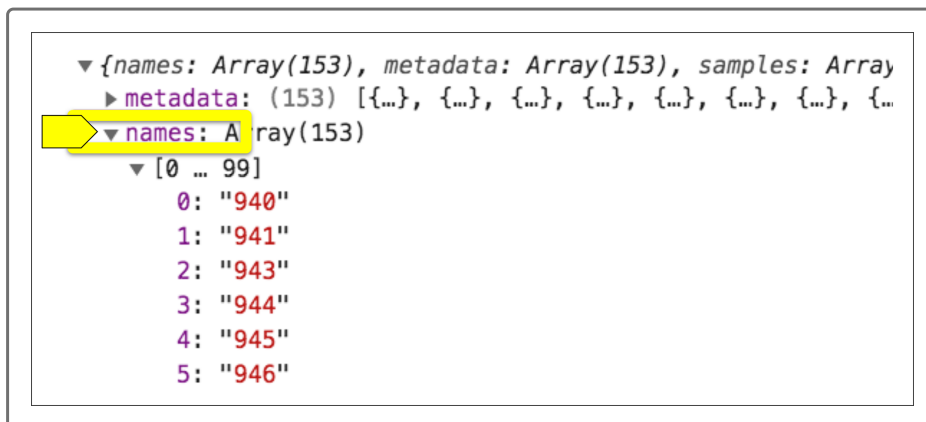 ▼{names: Array(153), metadata: Array(153), samples: Array
▶metadata: (153) [{…}, {…}, {…}, {…}, {…}, {…}, {…}, {…
▼names: Array(153)
▼[0 … 99]
0: "940"
1: "941"
2: "943"
3: "944"
4: "945"
5: "946"